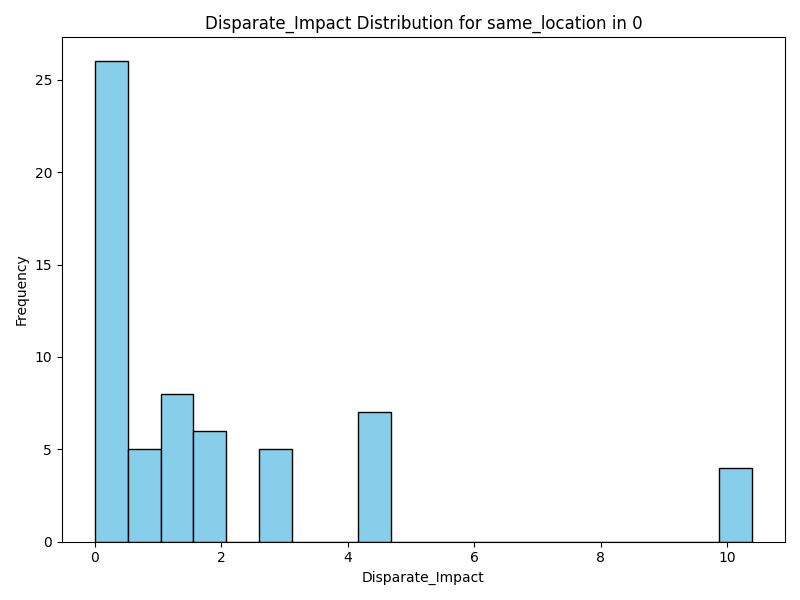 Disparate_Impact Distribution for same_location in 0
Frequency
25
20
15
10
5
0
0 2 4 6 8 10
Disparate_Impact